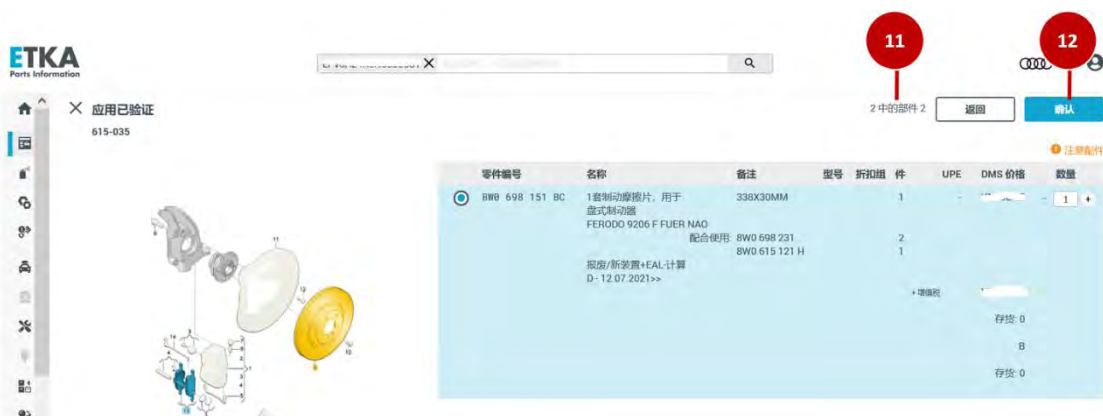 11
12
ETKA
Parts Information
2 中的部件 2
返回
确认
应用已验证
615-035
注意配件
零件编号 名称 备注 型号 折扣组 件 UPE DMS 价格 数量
8W0 698 151 BC 1套制动摩擦片，用于 338X30MM 1 - - 1 +
盘式制动器
FERODO 9206 F FUER NAO
配合使用: 8W0 698 231 2
8W0 615 121 H 1
报废/新装置+EAL-计算
D - 12.07.2021>>
+ 增值税
存货: 0
B
存货: 0